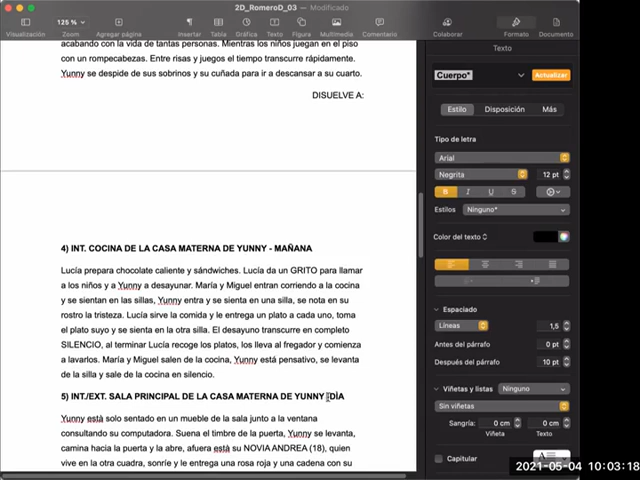 2D_RomeroD_03 — Modificado
125 %
Visualización
Agregar página
Insertar
Tabla
Gráfica
Texto
Figura
Multimedia
Comentario
Colaborar
Formato
Documento
acabando con la vida de tantas personas. Mientras los niños juegan en el piso
con un rompecabezas. Entre risas y juegos el tiempo transcurre rápidamente.
Yunny se despide de sus sobrinos y su cuñada para ir a descansar a su cuarto.
DISUELVE A:
4) INT. COCINA DE LA CASA MATERNA DE YUNNY - MAÑANA
Lucía prepara chocolate caliente y sándwiches. Lucía da un GRITO para llamar
a los niños y a Yunny a desayunar. María y Miguel entran corriendo a la cocina
y se sientan en las sillas, Yunny entra y se sienta en una silla, se nota en su
rostro la tristeza. Lucía sirve la comida y le entrega un plato a cada uno, toma
el plato suyo y se sienta en la otra silla. El desayuno transcurre en completo
SILENCIO, al terminar Lucía recoge los platos, los lleva al fregador y comienza
a lavarlos. María y Miguel salen de la cocina, Yunny está pensativo, se levanta
de la silla y sale de la cocina en silencio.
5) INT./EXT. SALA PRINCIPAL DE LA CASA MATERNA DE YUNNY DÌA
Yunny està solo sentado en un mueble de la sala junto a la ventana
consultando su computadora. Suena el timbre de la puerta, Yunny se levanta,
camina hacia la puerta y la abre, afuera està su NOVIA ANDREA (18), quien
vive en la otra cuadra, sonríe y le entrega una rosa roja y una cadena con su
Texto
Cuerpo*
Actualizar
Estilo
Disposición
Más
Tipo de letra
Arial
Negrita
12 pt
B I U S
Estilos
Ninguno*
Color del texto
Espaciado
Líneas
1,5
Antes del párrafo
0 pt
Después del párrafo
10 pt
Viñetas y listas
Ninguno
Sin viñetas
Sangría:
0 cm
0 cm
Viñeta
Texto
Capitular
A
2021-05-04 10:03:18